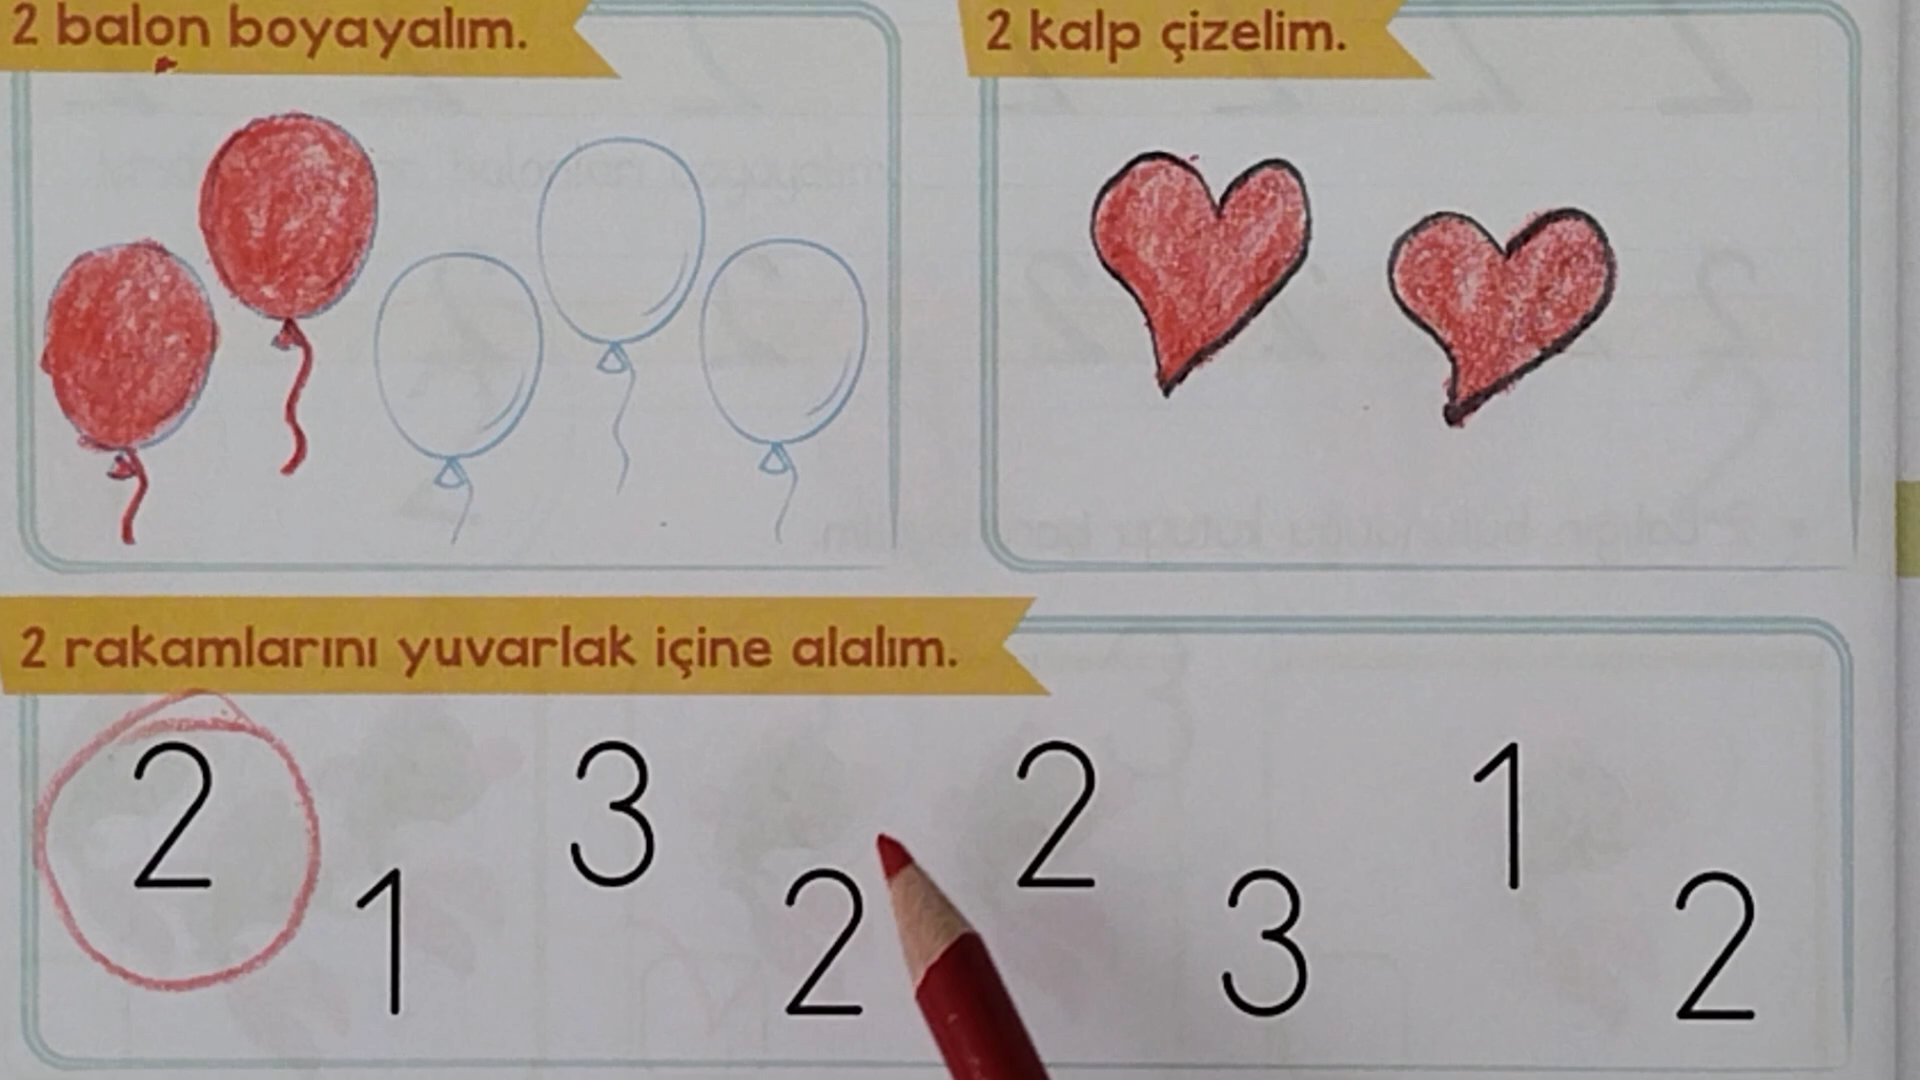 2 balon boyayalım.
2 kalp çizelim.
2 rakamlarını yuvarlak içine alalım.
2 3 2 1
1 2 3 2